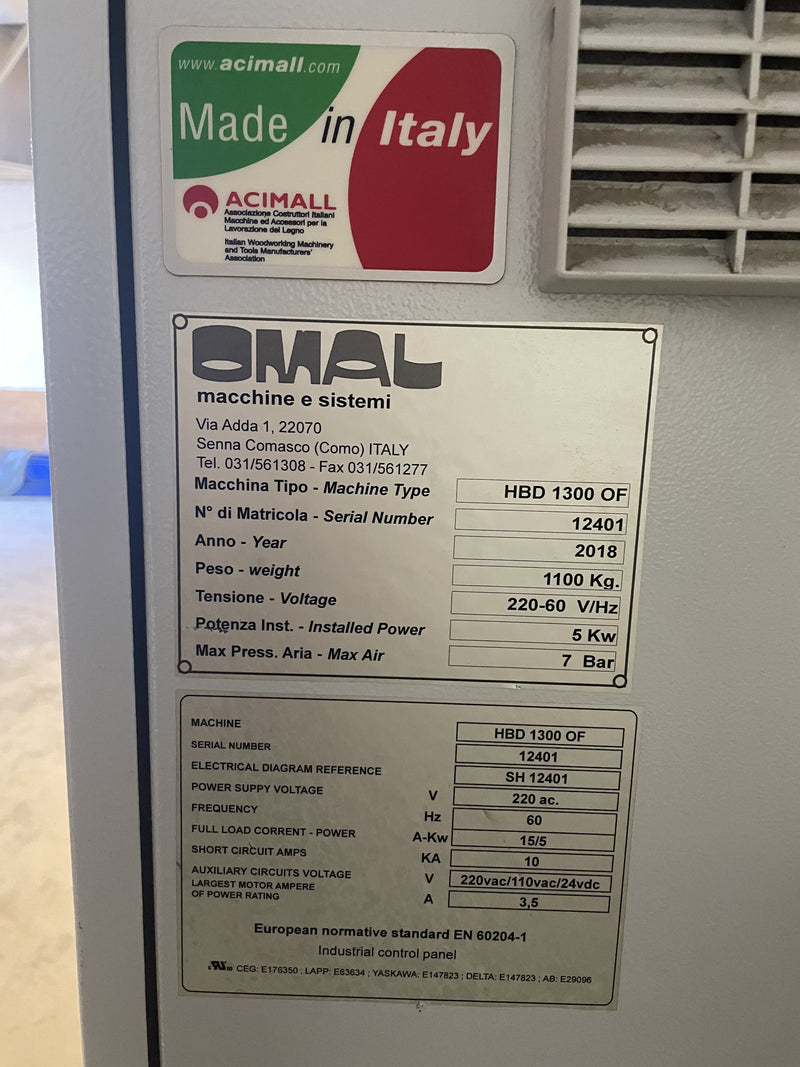 www.acimall.com
Made in Italy
ACIMALL
Associazione Costruttori Italiani
Macchine ed Accessori per la
Lavorazione del Legno
Italian Woodworking Machinery
and Tools Manufacturers'
Association
OMAL
macchine e sistemi
Via Adda 1, 22070
Senna Comasco (Como) ITALY
Tel. 031/561308 - Fax 031/561277
Macchina Tipo - Machine Type HBD 1300 OF
N° di Matricola - Serial Number 12401
Anno - Year 2018
Peso - weight 1100 Kg.
Tensione - Voltage 220-60 V/Hz
Potenza Inst. - Installed Power 5 Kw
Max Press. Aria - Max Air 7 Bar
MACHINE HBD 1300 OF
SERIAL NUMBER 12401
ELECTRICAL DIAGRAM REFERENCE SH 12401
POWER SUPPY VOLTAGE V 220 ac.
FREQUENCY Hz 60
FULL LOAD CORRENT - POWER A-Kw 15/5
SHORT CIRCUIT AMPS KA 10
AUXILIARY CIRCUITS VOLTAGE V 220vac/110vac/24vdc
LARGEST MOTOR AMPERE
OF POWER RATING A 3,5
European normative standard EN 60204-1
Industrial control panel
c RU us CEG: E176350 ; LAPP: E63634 ; YASKAWA: E147823 ; DELTA: E147823 ; AB: E29096